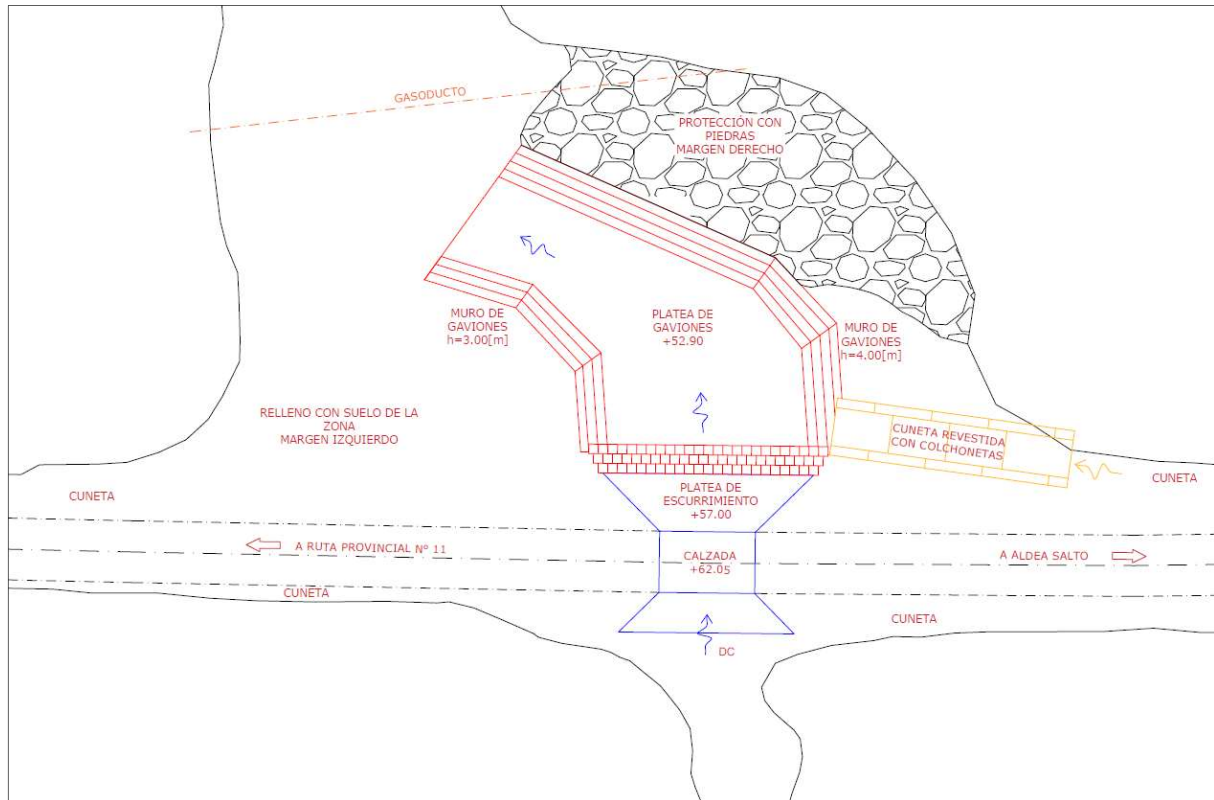 GASODUCTO
PROTECCIÓN CON
PIEDRAS
MARGEN DERECHO
MURO DE
GAVIONES
h=3.00[m]
PLATEA DE
GAVIONES
+52.90
MURO DE
GAVIONES
h=4.00[m]
RELLENO CON SUELO DE LA
ZONA
MARGEN IZQUIERDO
CUNETA REVESTIDA
CON COLCHONETAS
CUNETA
CUNETA
PLATEA DE
ESCURRIMIENTO
+57.00
A RUTA PROVINCIAL N° 11
CALZADA
+62.05
A ALDEA SALTO
CUNETA
CUNETA
DC